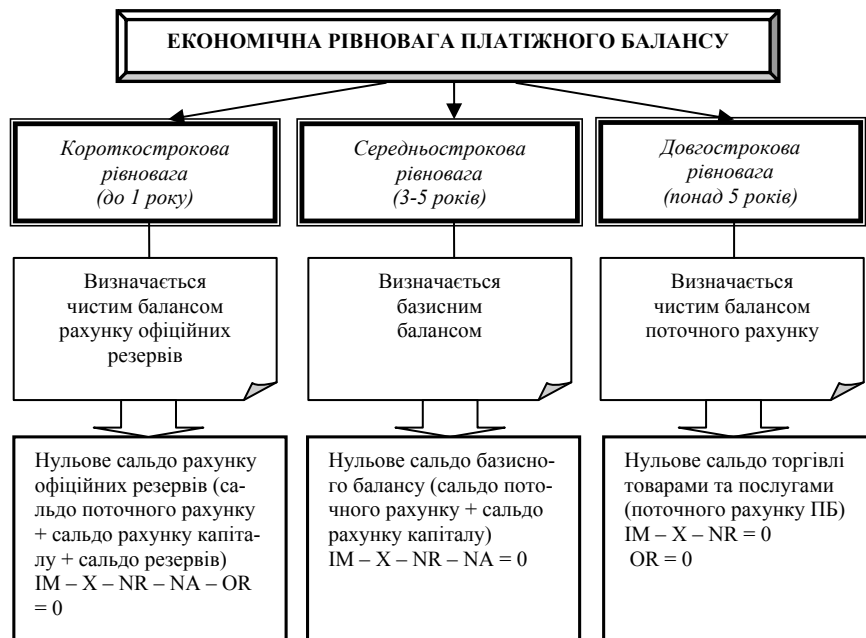 ЕКОНОМІЧНА РІВНОВАГА ПЛАТІЖНОГО БАЛАНСУ
Короткострокова
рівновага
(до 1 року)
Середньострокова
рівновага
(3-5 років)
Довгострокова
рівновага
(понад 5 років)
Визначається
чистим балансом
рахунку офіційних
резервів
Визначається
базисним
балансом
Визначається
чистим балансом
поточного рахунку
Нульове сальдо рахунку
офіційних резервів (са-
льдо поточного рахунку
+ сальдо рахунку капіта-
лу + сальдо резервів)
IM – X – NR – NA – OR
= 0
Нульове сальдо базисно-
го балансу (сальдо пото-
чного рахунку + сальдо
рахунку капіталу)
IM – X – NR – NA = 0
Нульове сальдо торгівлі
товарами та послугами
(поточного рахунку ПБ)
IM – X – NR = 0
OR = 0